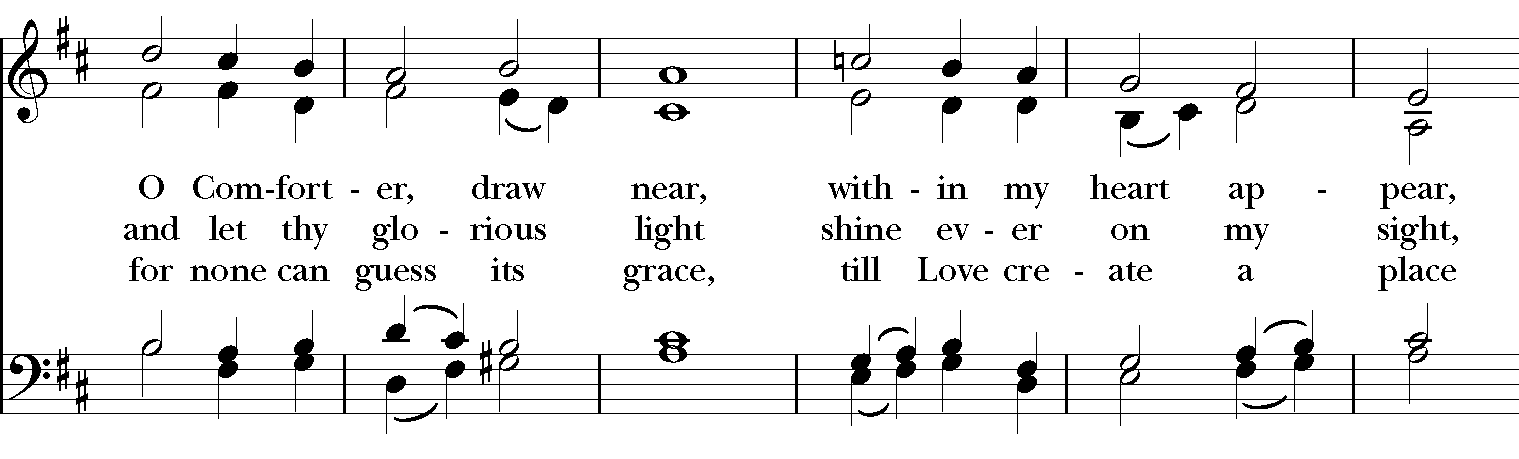 O Com-fort - er, draw near, with - in my heart ap - pear,
and let thy glo - rious light shine ev - er on my sight,
for none can guess its grace, till Love cre - ate a place